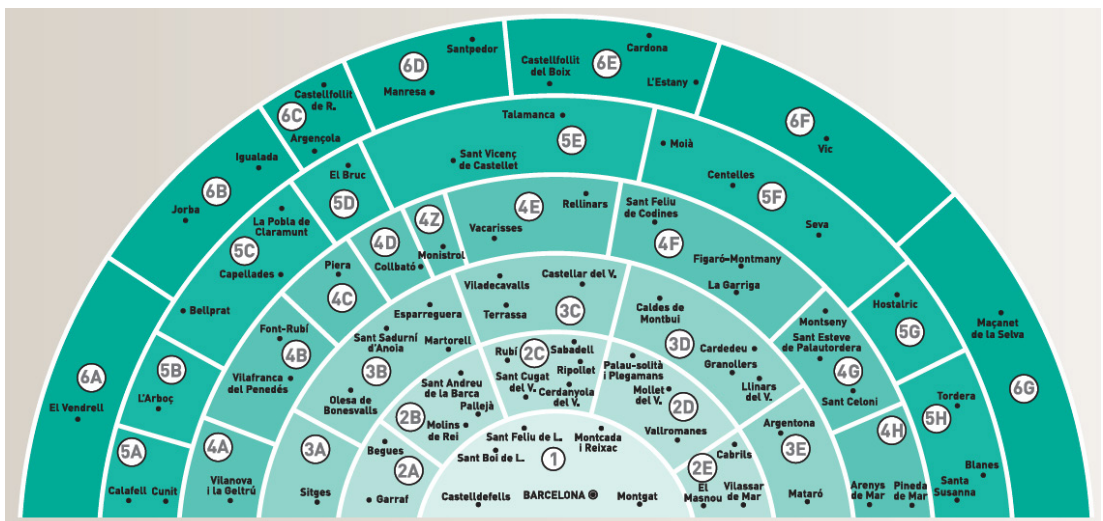 6D
Santpedor
Manresa
Castellfollit
del Boix
6E
Cardona
L'Estany
6C
Castellfollit
de R.
Argençola
6F
Vic
6B
Igualada
Jorba
Talamanca
5E
Sant Vicenç
de Castellet
Moià
Centelles
5F
Seva
El Bruc
5D
La Pobla de
Claramunt
5C
Capellades
Bellprat
4Z
Monistrol
4D
Collbató
4E
Rellinars
Vacarisses
Sant Feliu
de Codines
4F
Figaró-Montmany
La Garriga
Piera
4C
Hostalric
5G
Maçanet
de la Selva
6G
Castellar del V.
Viladecavalls
3C
Terrassa
Caldes de
Montbui
3D
Cardedeu
Granollers
Llinars
del V.
Montseny
Sant Esteve
de Palautordera
4G
Sant Celoni
Esparreguera
Sant Sadurní
d'Anoia
Martorell
3B
Olesa de
Bonesvalls
Font-Rubí
4B
Vilafranca
del Penedés
5B
L'Arboç
6A
El Vendrell
Rubí
2C
Sabadell
Ripollet
Sant Cugat
del V.
Cerdanyola
del V.
Palau-solità
i Plegamans
Mollet
del V.
2D
Vallromanes
Sant Andreu
de la Barca
Pallejà
2B
Molins
de Rei
Begues
2A
Garraf
Tordera
5H
Blanes
Santa
Susanna
4H
Arenys
de Mar
Pineda
de Mar
Argentona
3E
Mataró
Cabrils
2E
El
Masnou
Vilassar
de Mar
5A
Calafell
Cunit
4A
Vilanova
i la Geltrú
3A
Sitges
Sant Feliu de L.
Montcada
i Reixac
Sant Boi de L.
1
Castelldefells
BARCELONA
Montgat